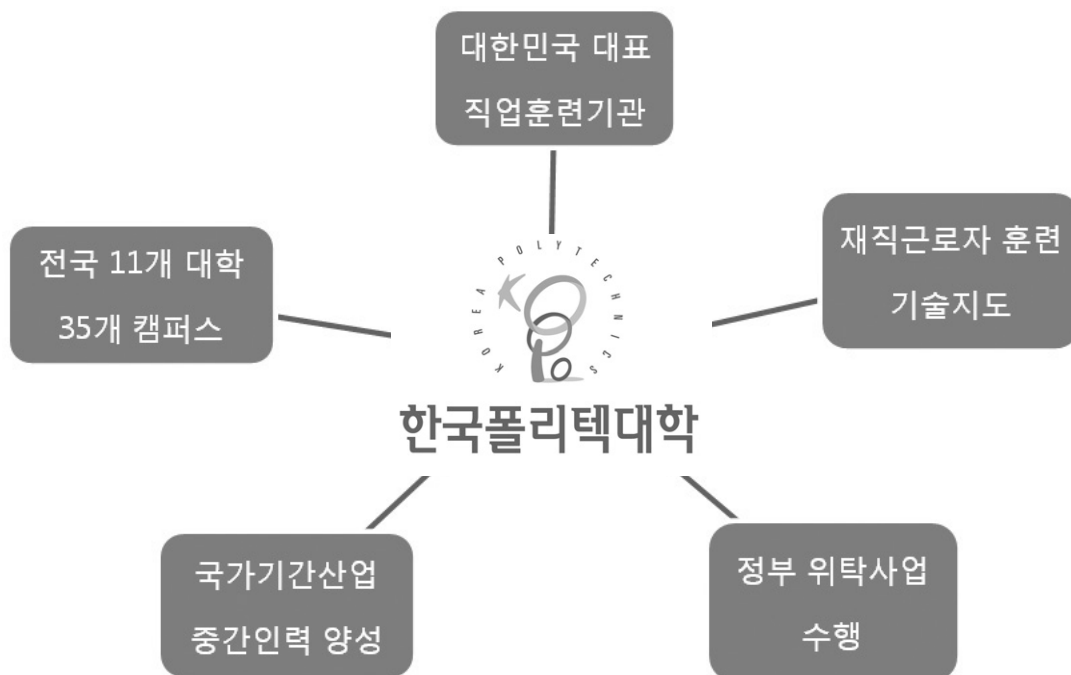 대한민국 대표
직업훈련기관
전국 11개 대학
35개 캠퍼스
재직근로자 훈련
기술지도
KOREA POLYTECHNICS
한국폴리텍대학
국가기간산업
중간인력 양성
정부 위탁사업
수행